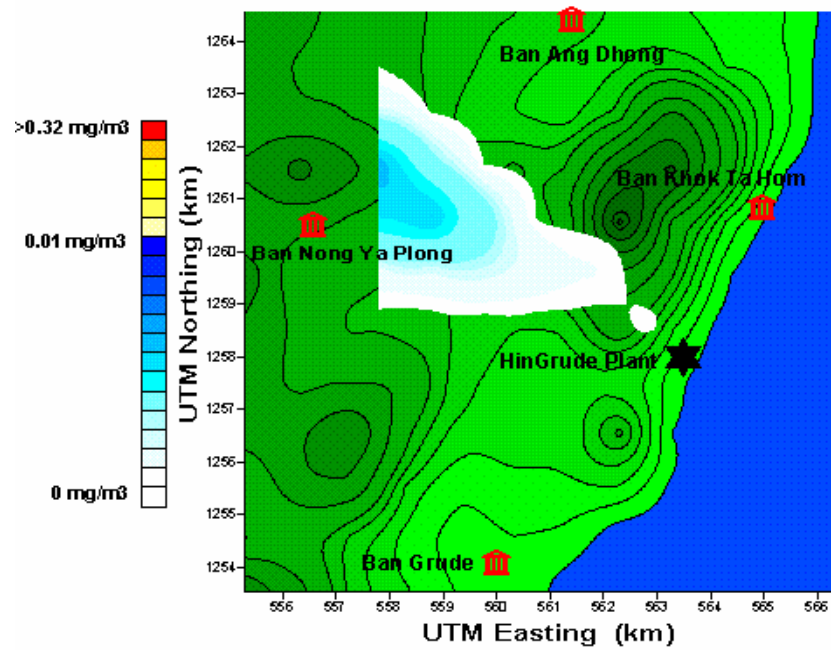 1264
1263
1262
1261
1260
1259
1258
1257
1256
1255
1254
UTM Northing (km)
>0.32 mg/m3
0.01 mg/m3
0 mg/m3
Ban Ang Dhong
Ban Khok Ta Hom
Ban Nong Ya Plong
HinGrude Plant
Ban Grude
556 557 558 559 560 561 562 563 564 565 566
UTM Easting (km)